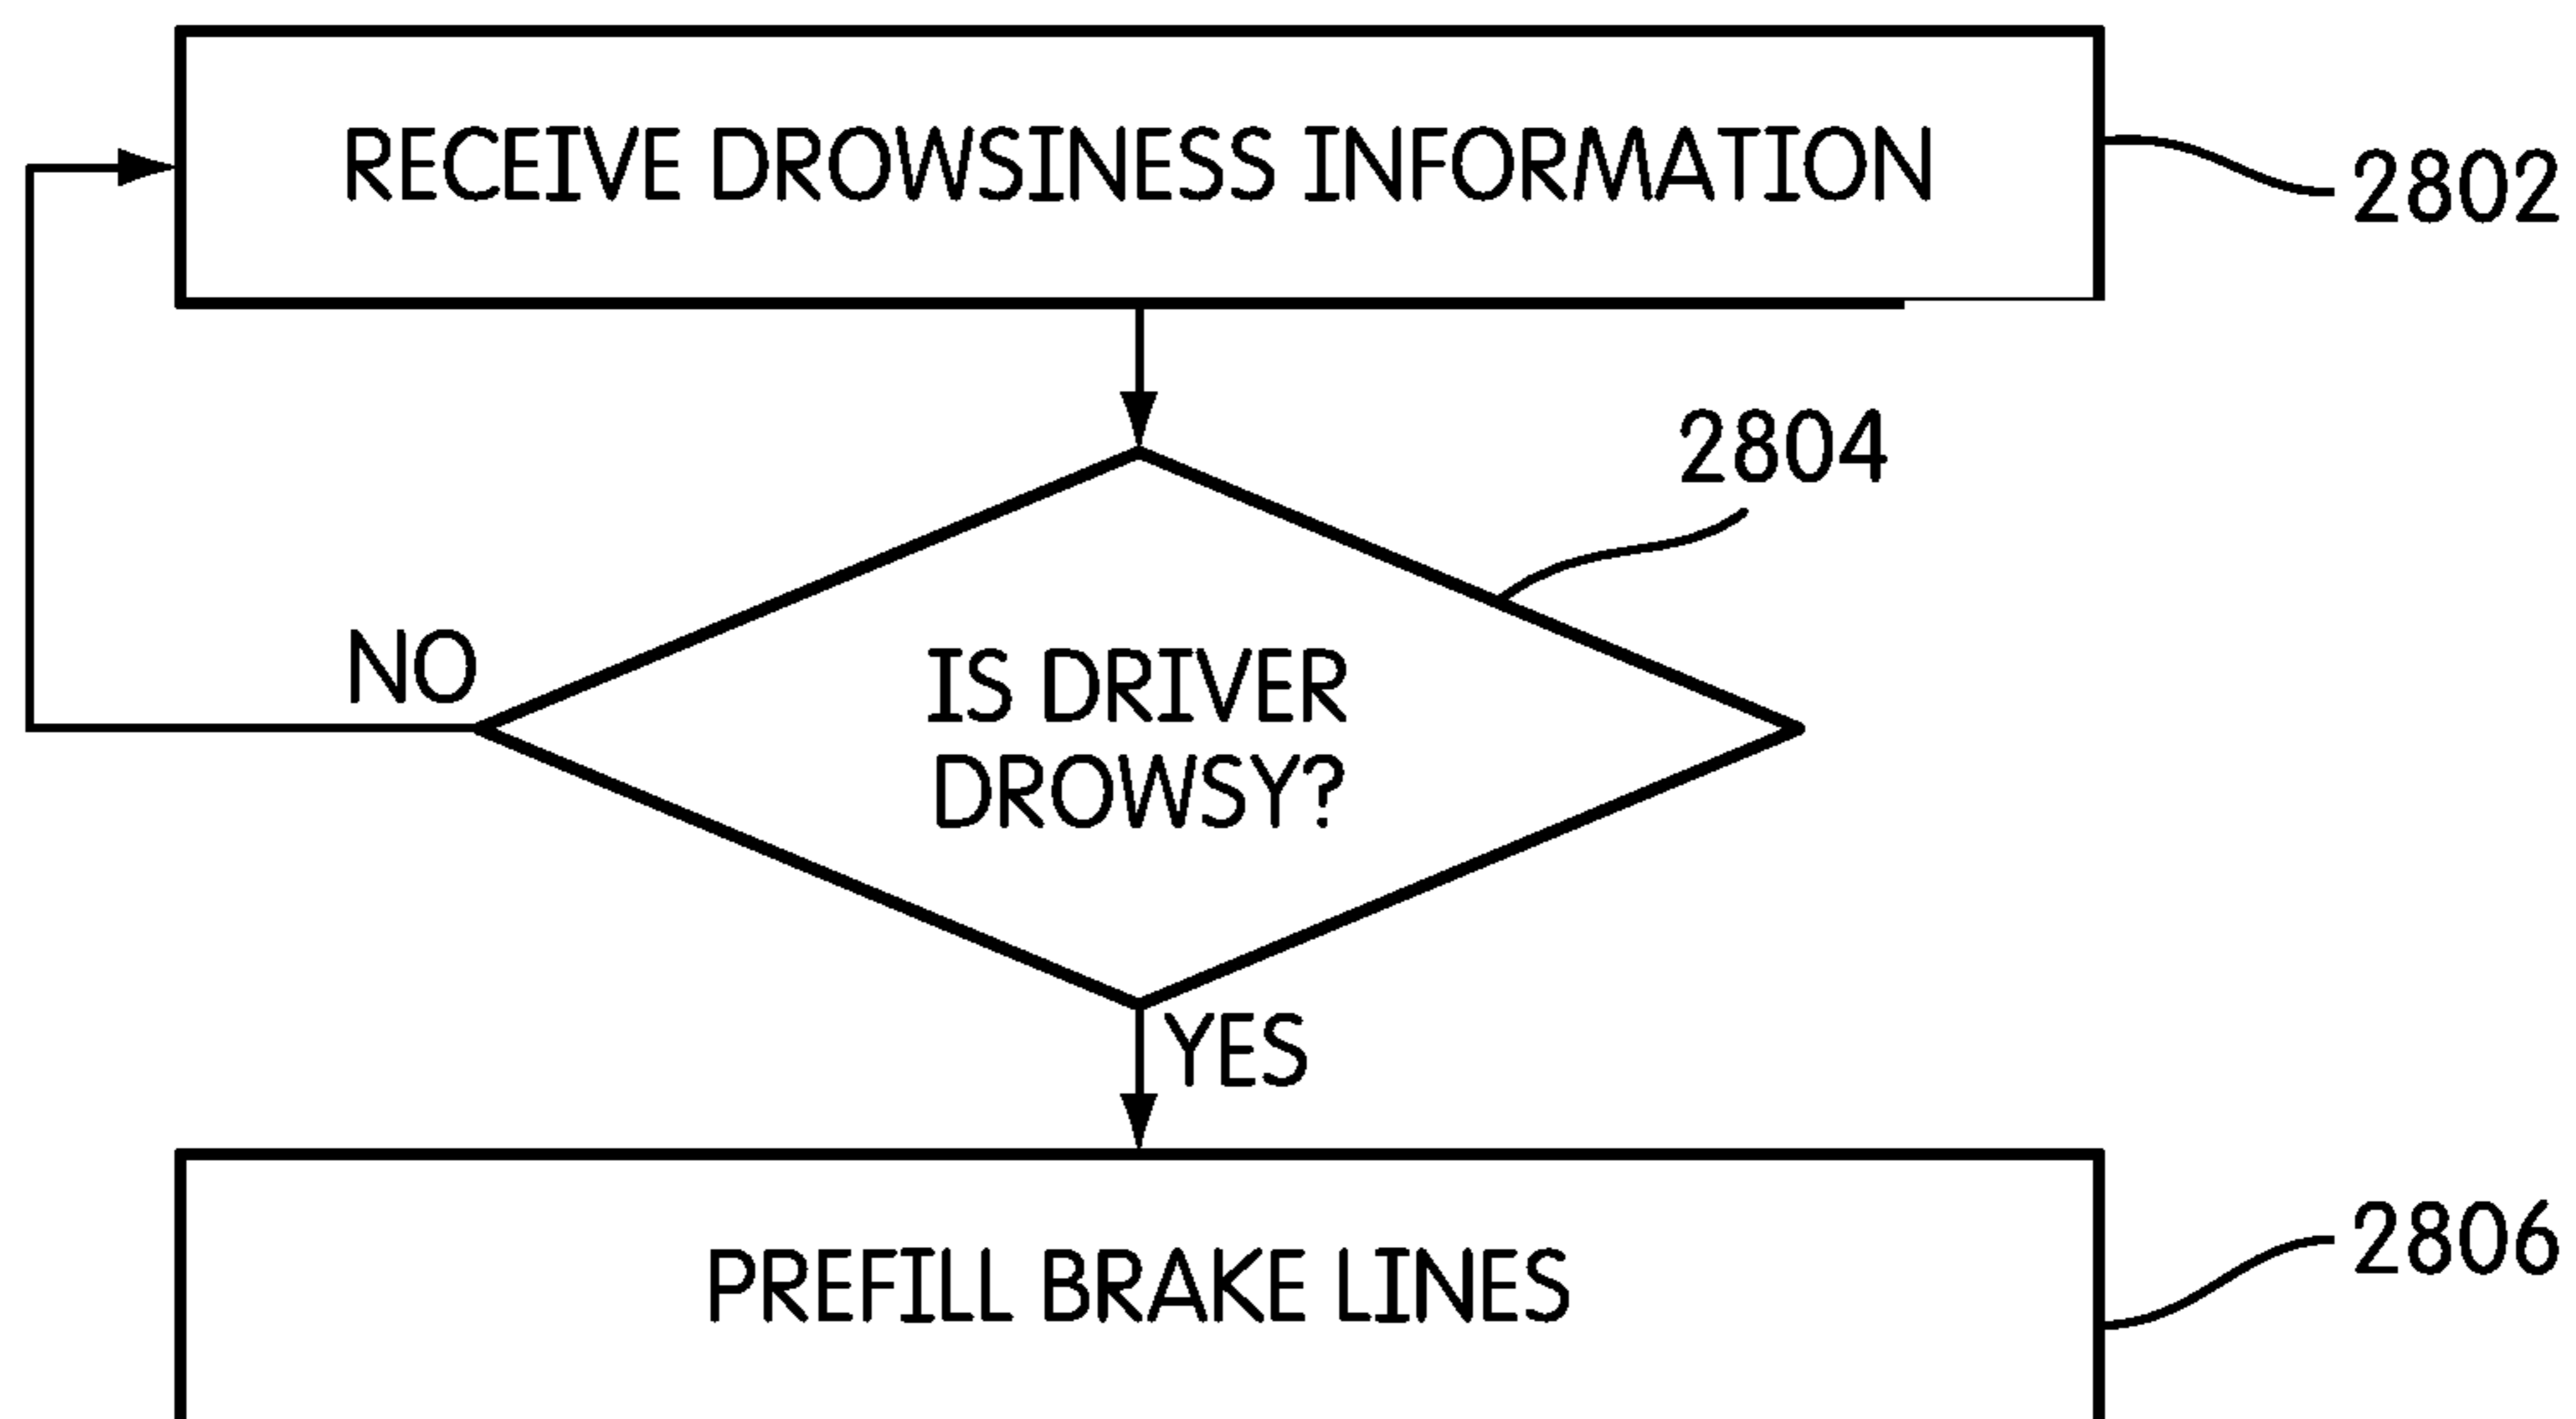 RECEIVE DROWSINESS INFORMATION
2802
2804
NO
IS DRIVER
DROWSY?
YES
PREFILL BRAKE LINES
2806